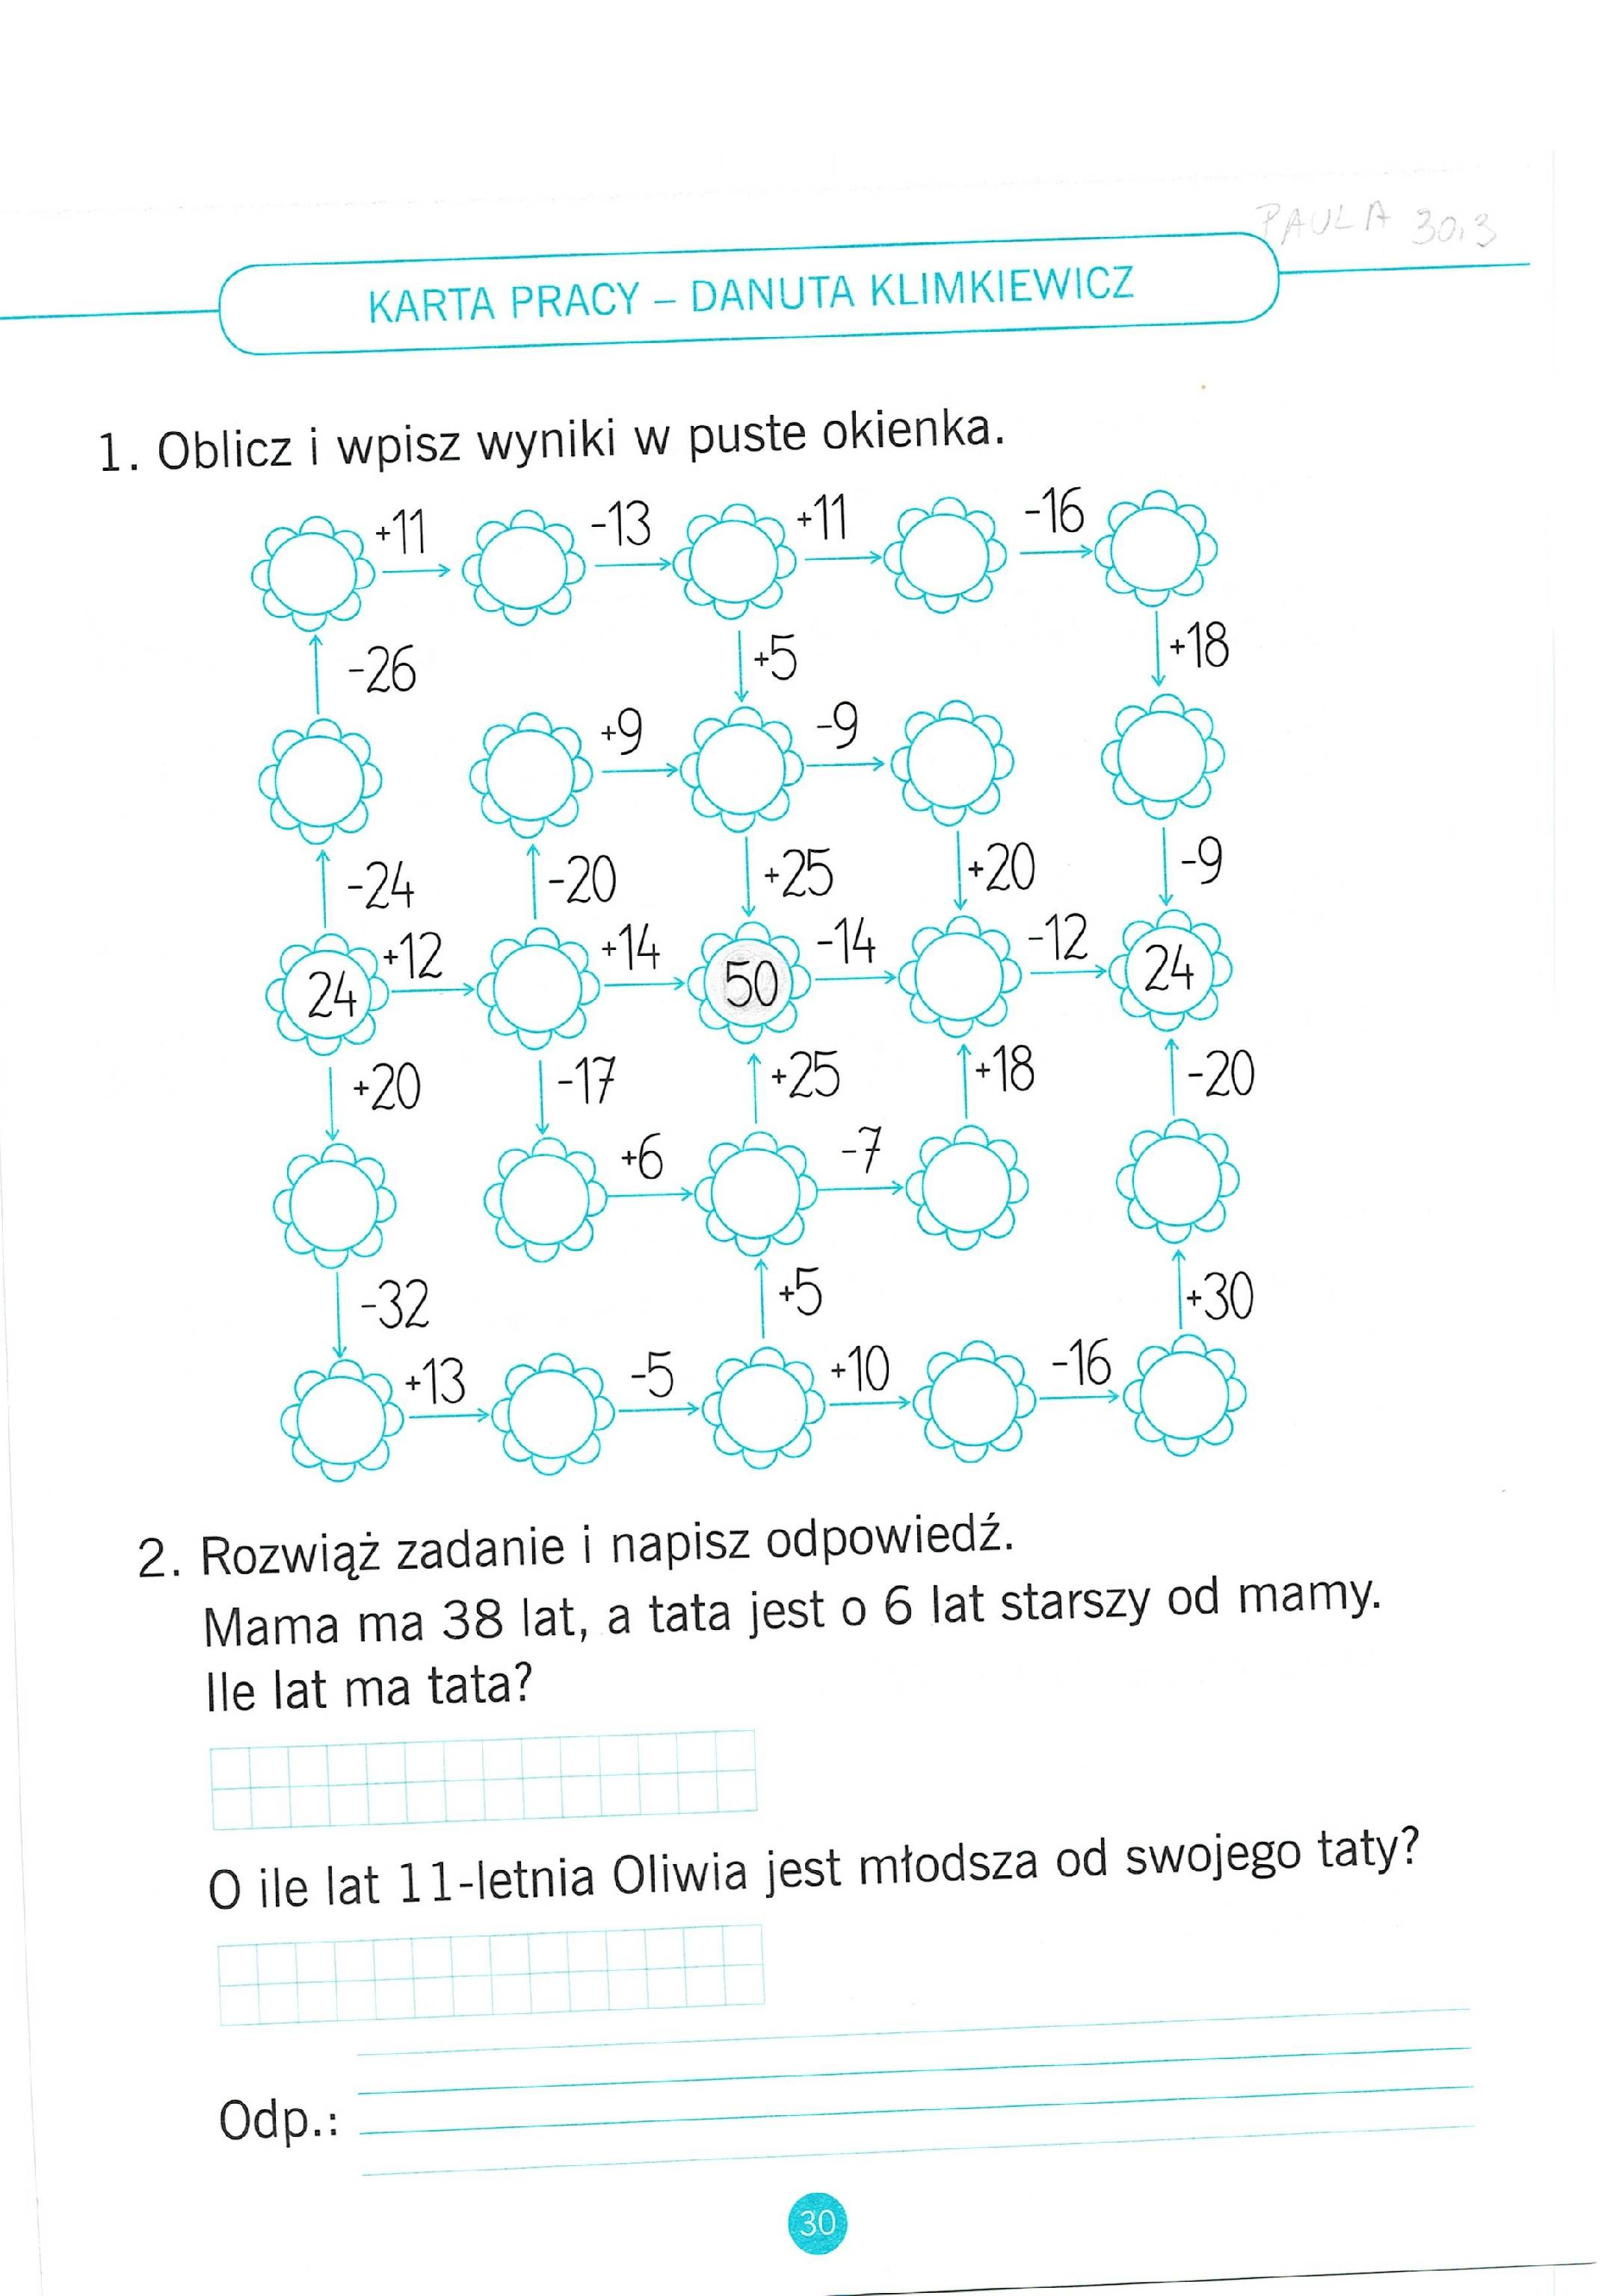 PAULA 30.3
KARTA PRACY – DANUTA KLIMKIEWICZ
1. Oblicz i wpisz wyniki w puste okienka.
+11 -13 +11 -16
-26 +5 +18
+9 -9
-24 -20 +25 +20 -9
24 +12 +14 50 -14 -12 24
+20 -17 +25 +18 -20
+6 -7
-32 +5 +30
+13 -5 +10 -16
2. Rozwiąż zadanie i napisz odpowiedź.
Mama ma 38 lat, a tata jest o 6 lat starszy od mamy.
Ile lat ma tata?
O ile lat 11-letnia Oliwia jest młodsza od swojego taty?
Odp.:
30